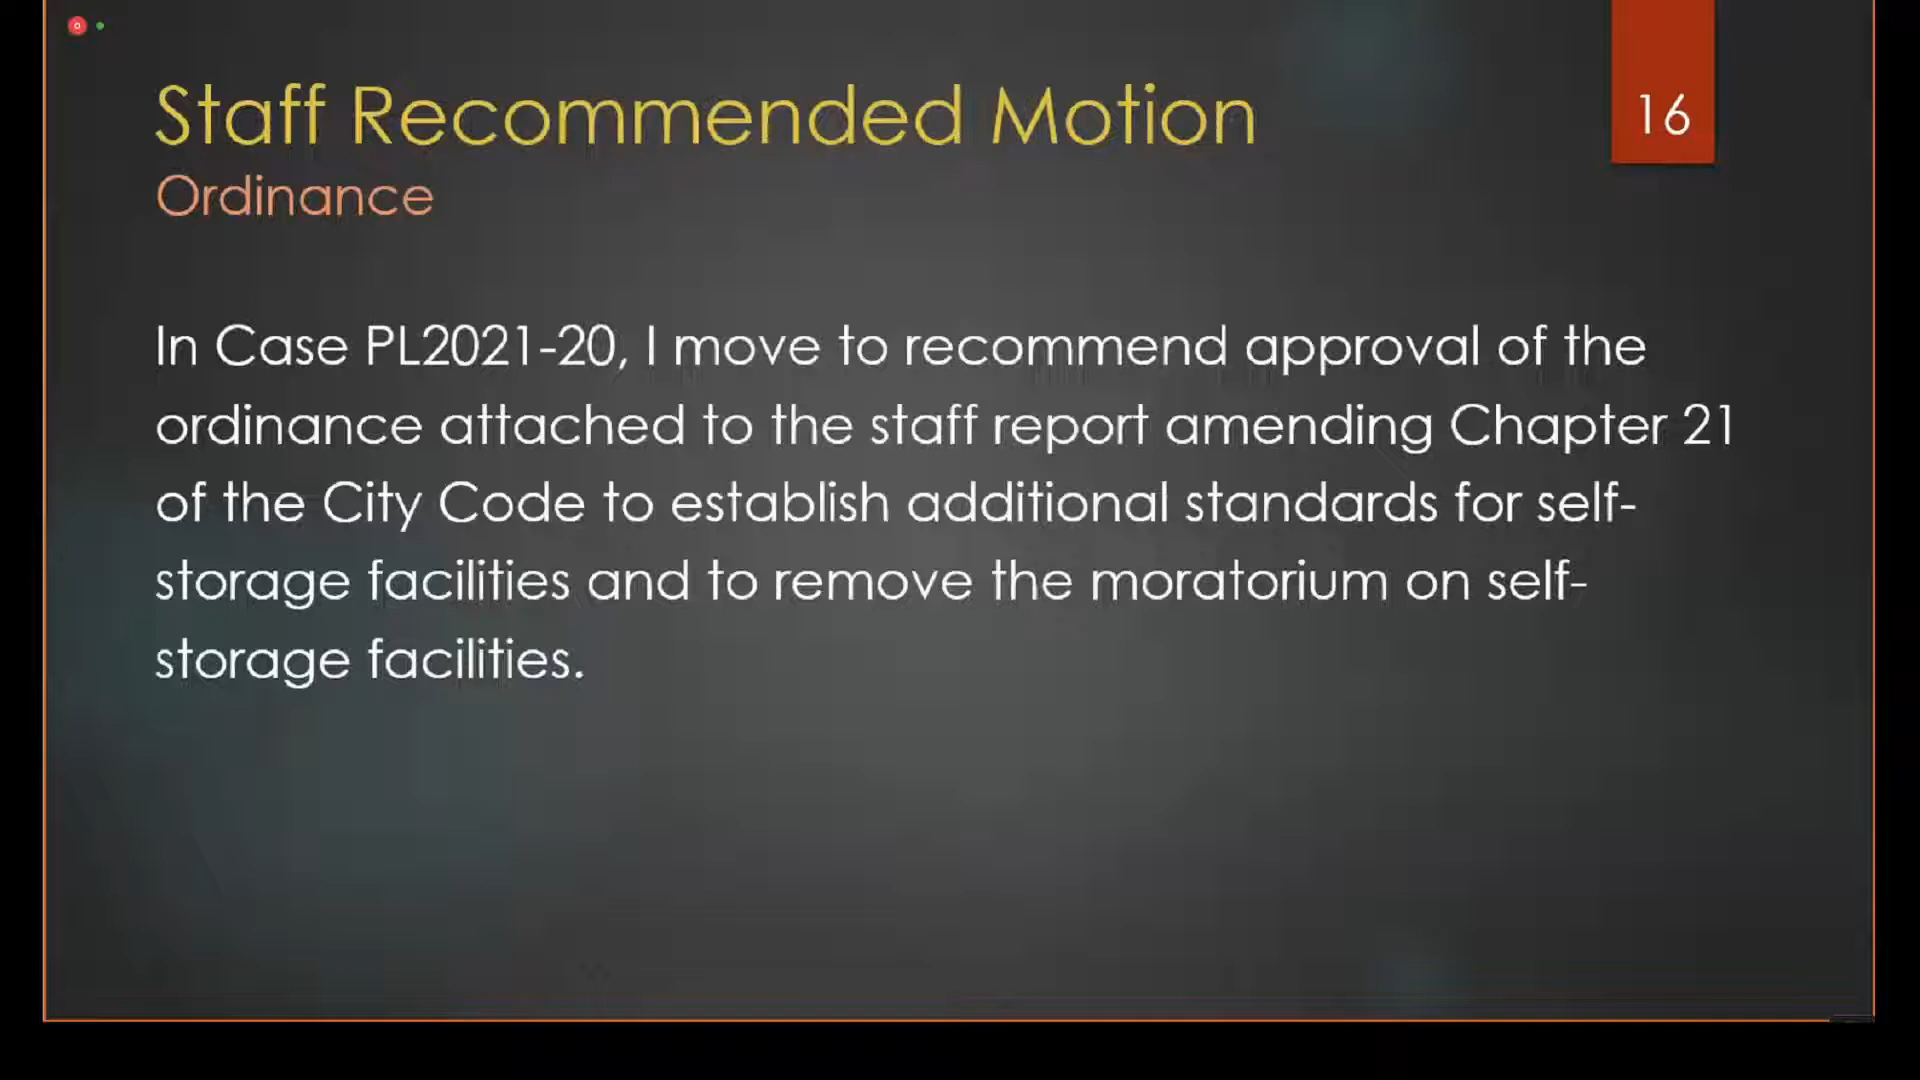 Staff Recommended Motion
16
Ordinance
In Case PL2021-20, I move to recommend approval of the
ordinance attached to the staff report amending Chapter 21
of the City Code to establish additional standards for self-
storage facilities and to remove the moratorium on self-
storage facilities.